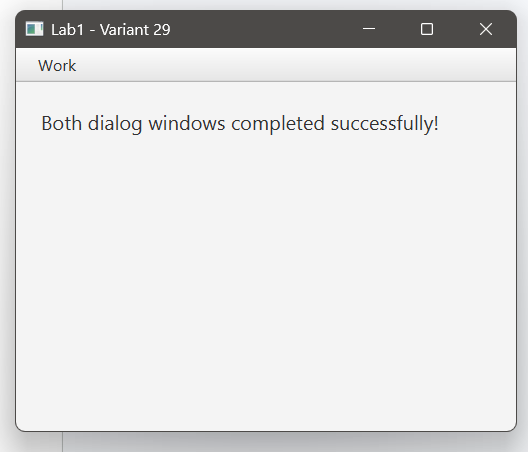 Lab1 - Variant 29
Work
Both dialog windows completed successfully!